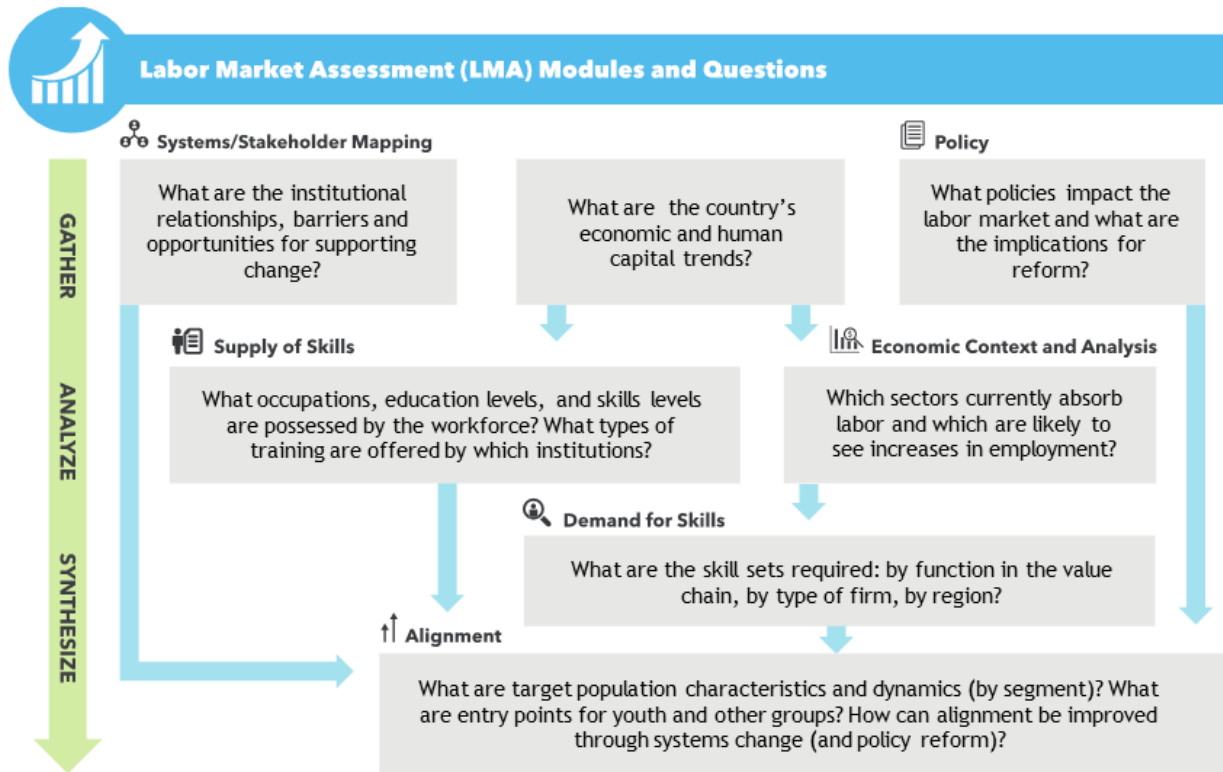 Labor Market Assessment (LMA) Modules and Questions
Systems/Stakeholder Mapping
What are the institutional
relationships, barriers and
opportunities for supporting
change?
What are the country's
economic and human
capital trends?
Policy
What policies impact the
labor market and what are
the implications for
reform?
GATHER
Supply of Skills
What occupations, education levels, and skills levels
are possessed by the workforce? What types of
training are offered by which institutions?
Economic Context and Analysis
Which sectors currently absorb
labor and which are likely to
see increases in employment?
ANALYZE
Demand for Skills
What are the skill sets required: by function in the value
chain, by type of firm, by region?
SYNTHESIZE
Alignment
What are target population characteristics and dynamics (by segment)? What
are entry points for youth and other groups? How can alignment be improved
through systems change (and policy reform)?